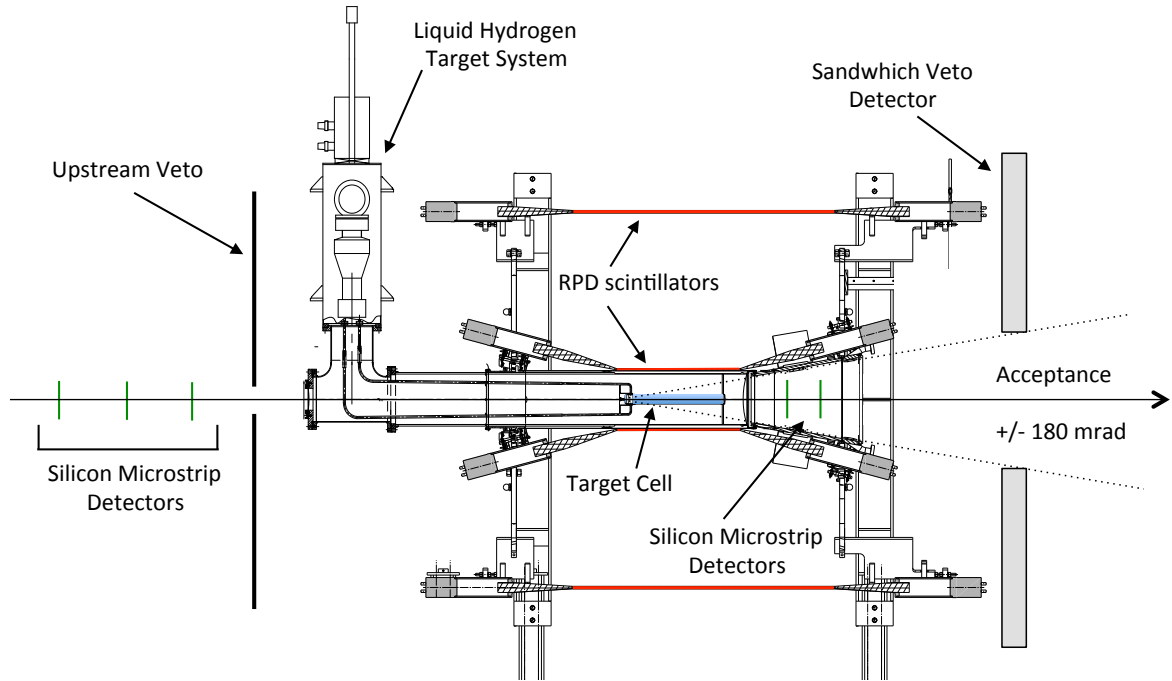 Liquid Hydrogen
Target System
Sandwhich Veto
Detector
Upstream Veto
RPD scintillators
Acceptance
+/- 180 mrad
Silicon Microstrip
Detectors
Target Cell
Silicon Microstrip
Detectors